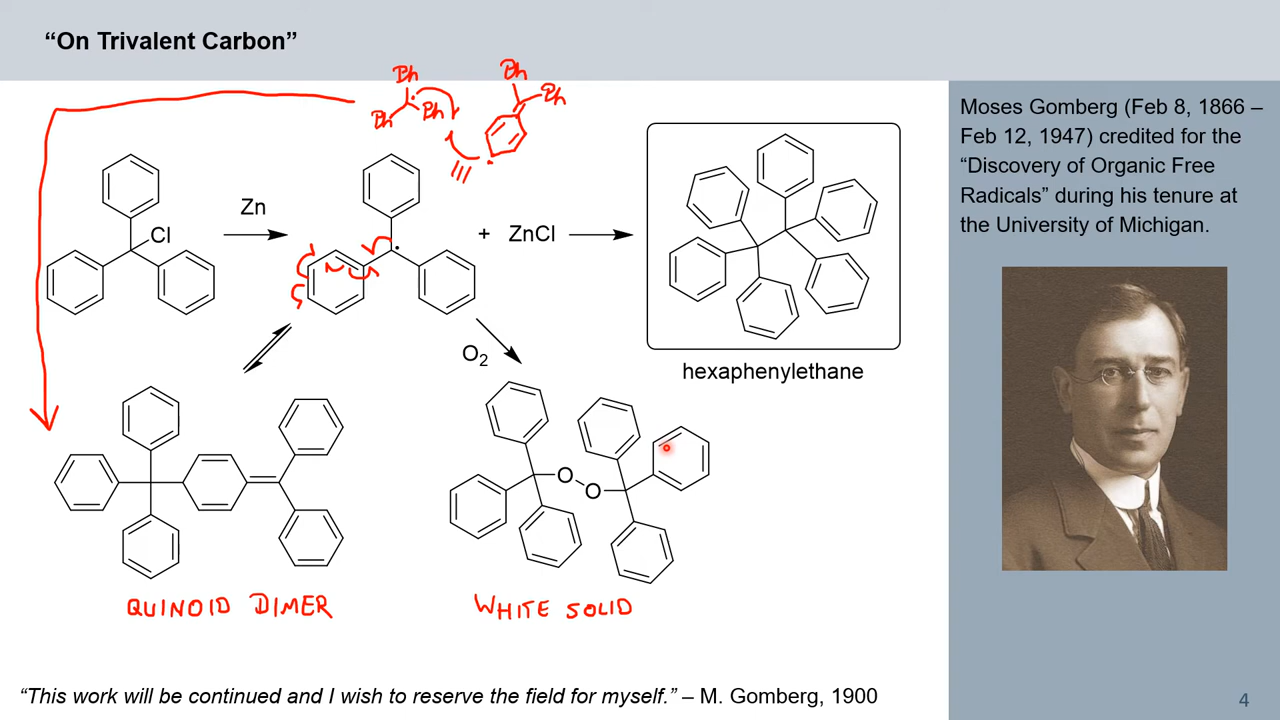 “On Trivalent Carbon”
Ph
Ph
Ph
Ph
Ph
Moses Gomberg (Feb 8, 1866 –
Feb 12, 1947) credited for the
“Discovery of Organic Free
Radicals” during his tenure at
the University of Michigan.
Cl
Zn
+ ZnCl
hexaphenylethane
O2
O
O
QUINOID DIMER
WHITE SOLID
“This work will be continued and I wish to reserve the field for myself.” – M. Gomberg, 1900
4